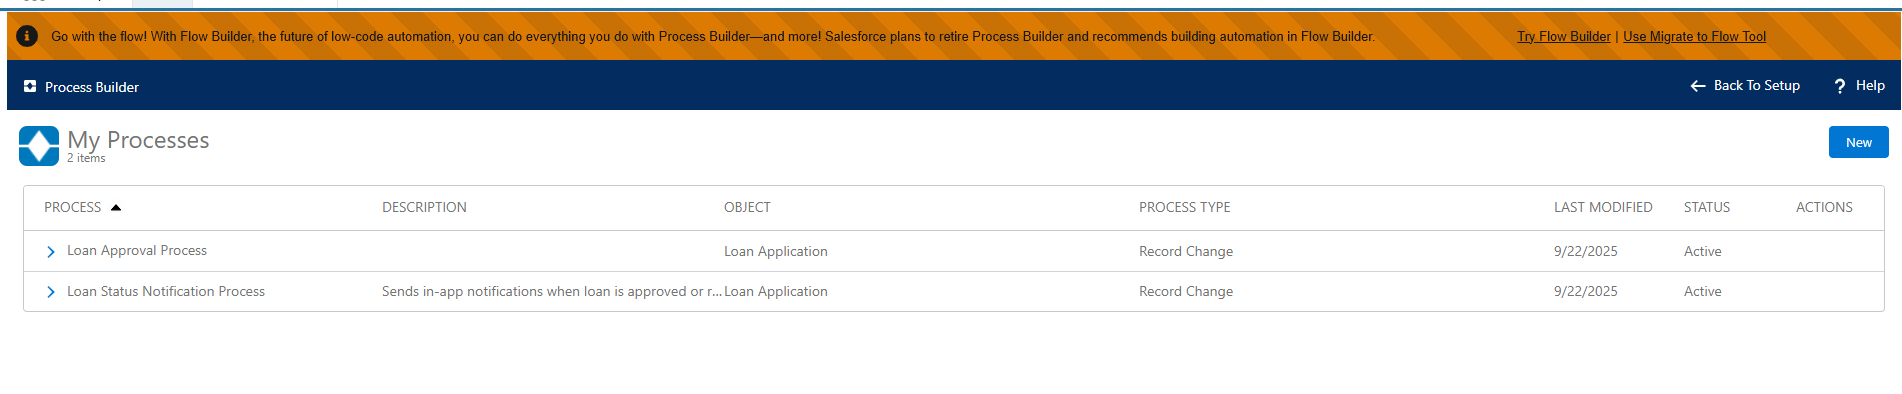 Go with the flow! With Flow Builder, the future of low-code automation, you can do everything you do with Process Builder—and more! Salesforce plans to retire Process Builder and recommends building automation in Flow Builder. Try Flow Builder | Use Migrate to Flow Tool
Process Builder Back To Setup ? Help
My Processes
2 items
New
PROCESS DESCRIPTION OBJECT PROCESS TYPE LAST MODIFIED STATUS ACTIONS
Loan Approval Process Loan Application Record Change 9/22/2025 Active
Loan Status Notification Process Sends in-app notifications when loan is approved or r... Loan Application Record Change 9/22/2025 Active